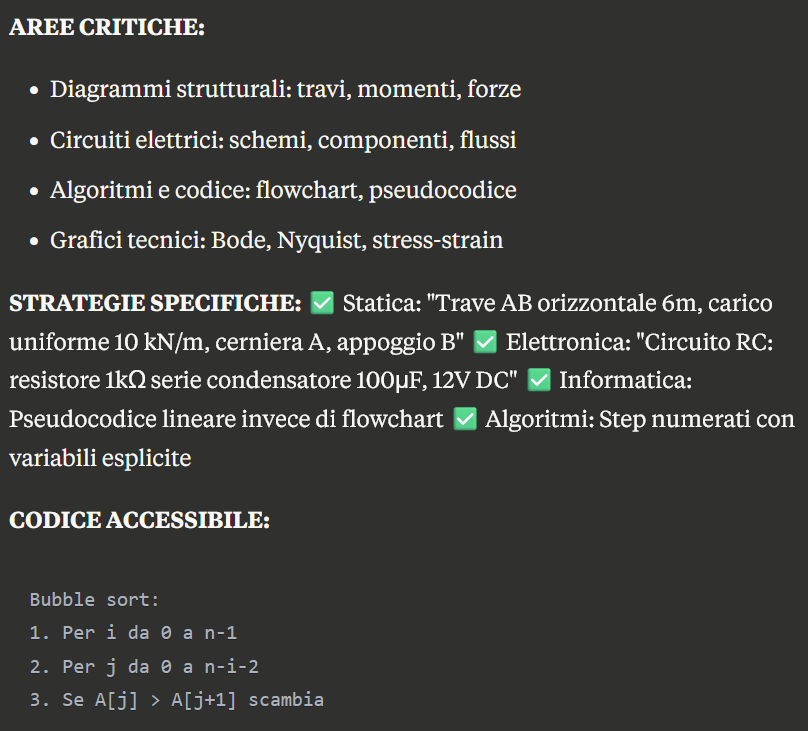 AREE CRITICHE:
• Diagrammi strutturali: travi, momenti, forze
• Circuiti elettrici: schemi, componenti, flussi
• Algoritmi e codice: flowchart, pseudocodice
• Grafici tecnici: Bode, Nyquist, stress-strain
STRATEGIE SPECIFICHE: ✅ Statica: "Trave AB orizzontale 6m, carico
uniforme 10 kN/m, cerniera A, appoggio B" ✅ Elettronica: "Circuito RC:
resistore 1kΩ serie condensatore 100μF, 12V DC" ✅ Informatica:
Pseudocodice lineare invece di flowchart ✅ Algoritmi: Step numerati con
variabili esplicite
CODICE ACCESSIBILE:
Bubble sort:
1. Per i da 0 a n-1
2. Per j da 0 a n-i-2
3. Se A[j] > A[j+1] scambia